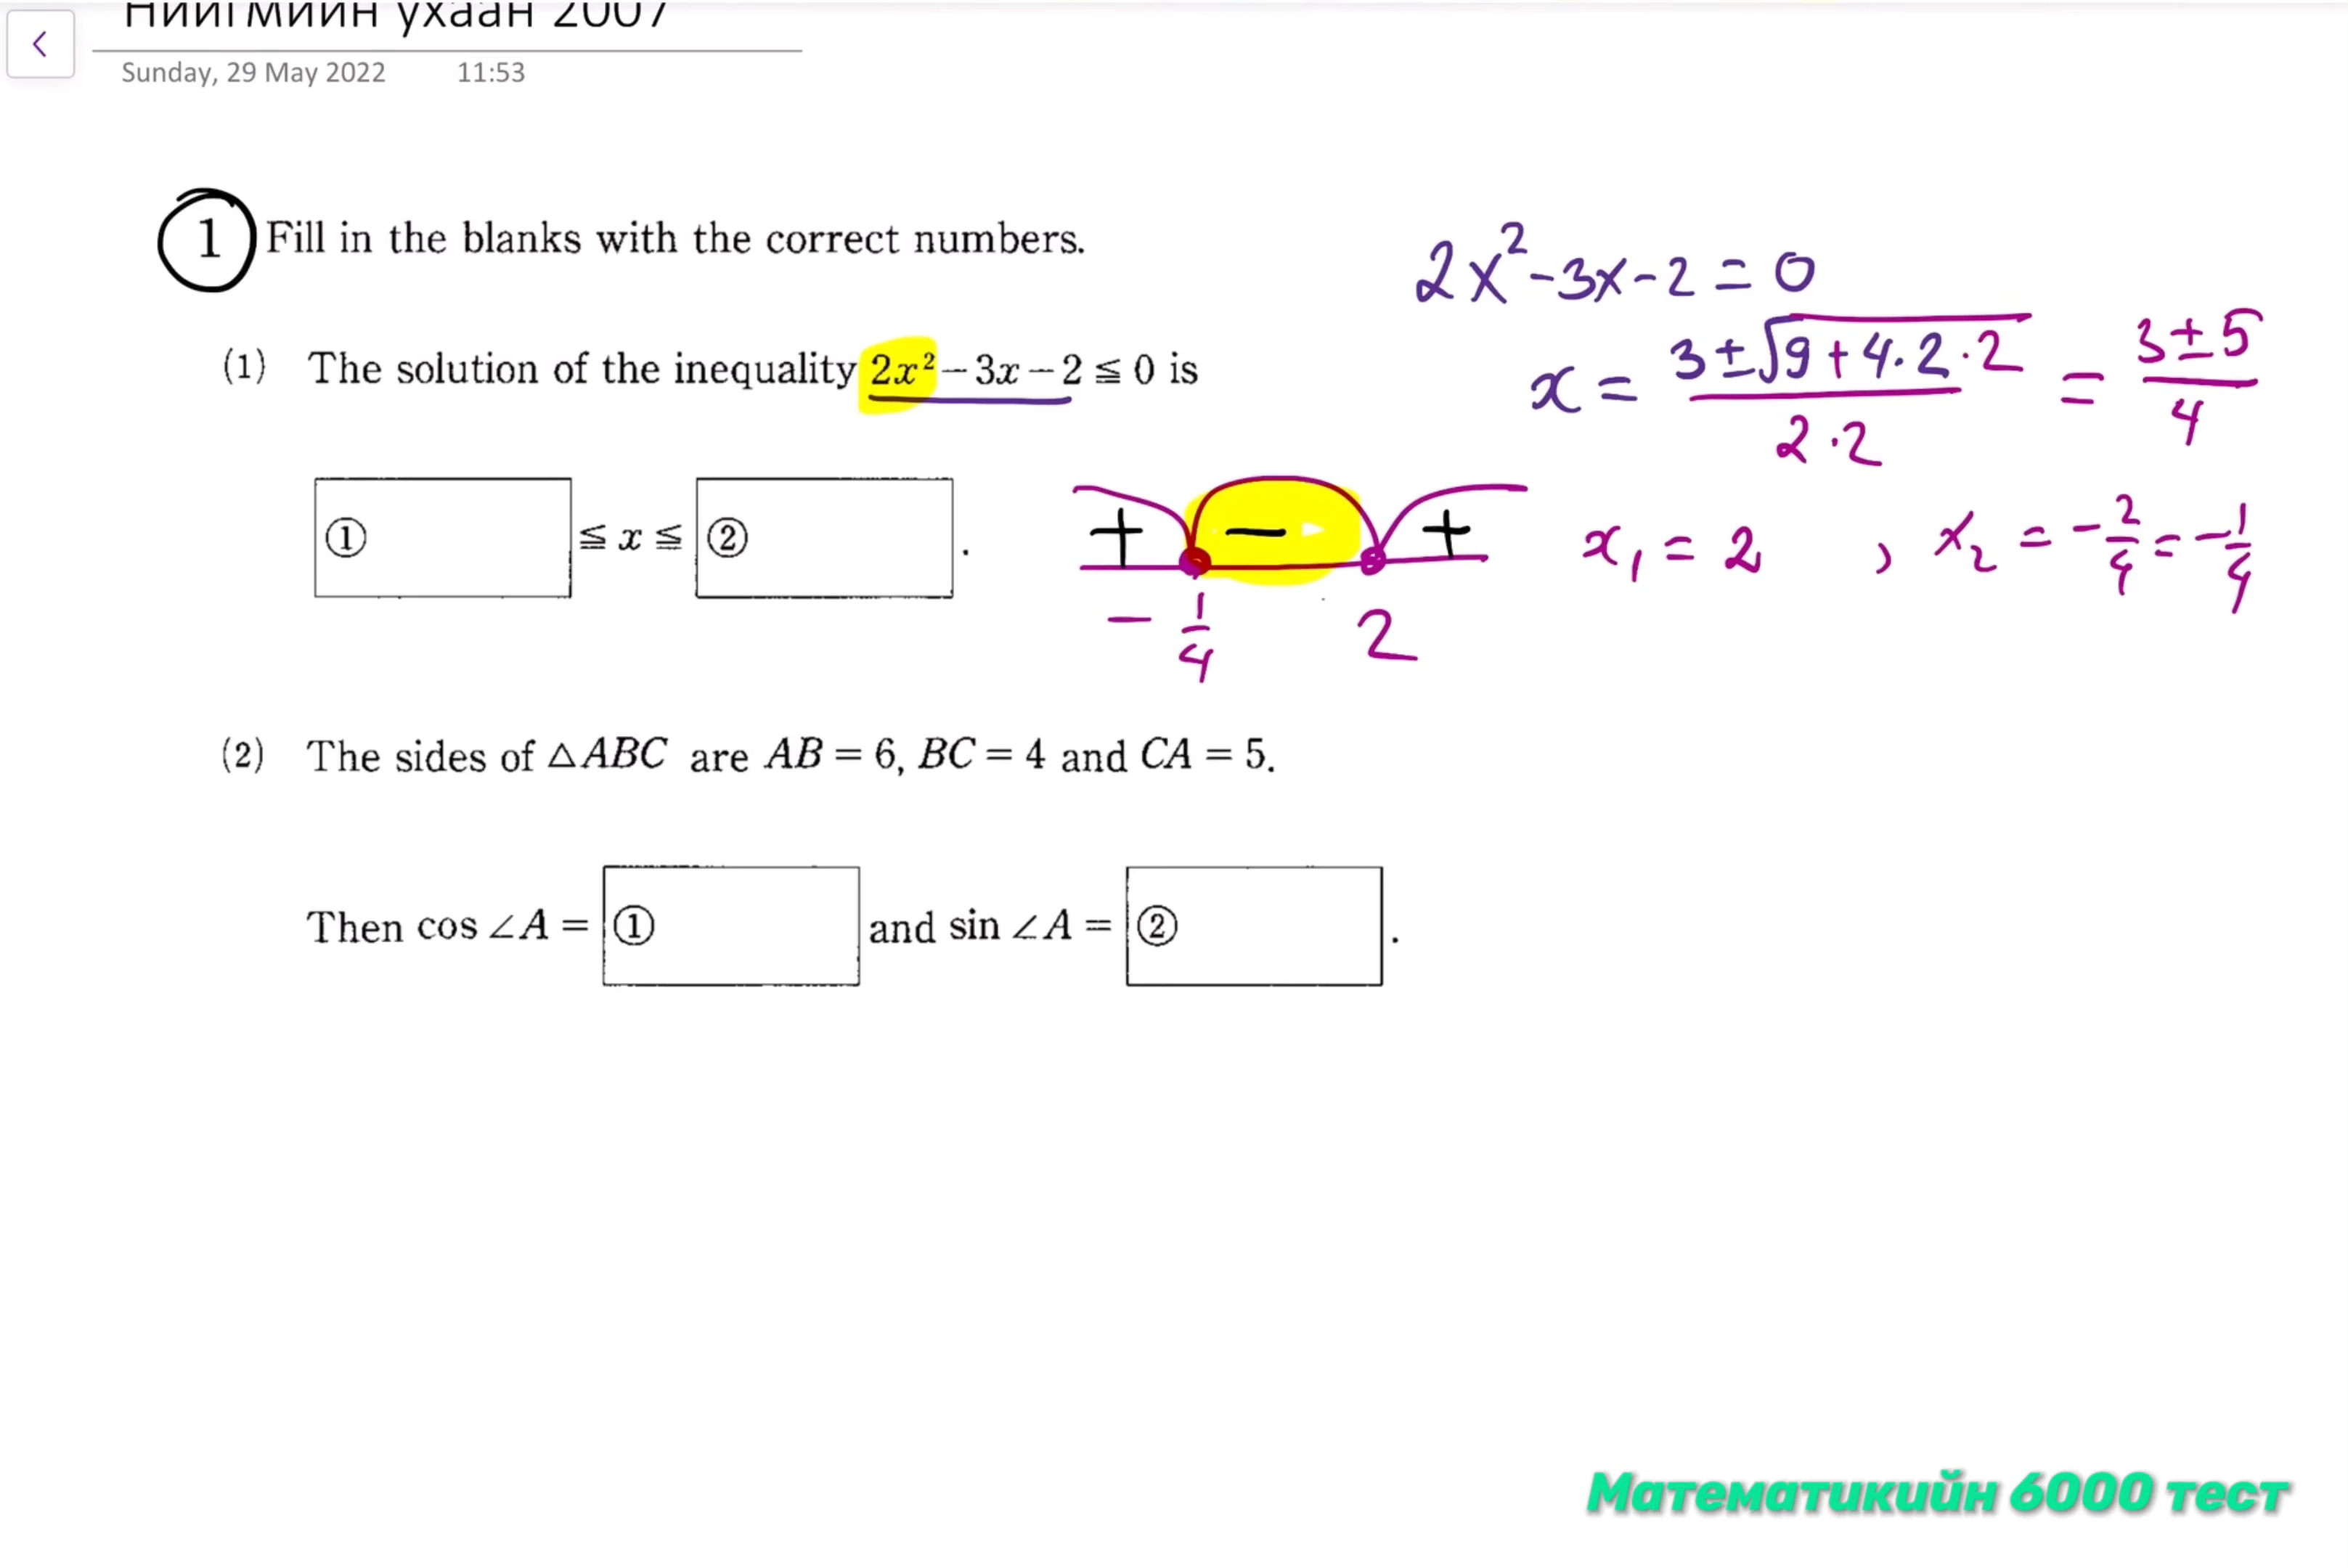 Нийгмийн ухаан 2007
Sunday, 29 May 2022 11:53
1 Fill in the blanks with the correct numbers.
(1) The solution of the inequality 2x² − 3x − 2 ≦ 0 is
① ≦ x ≦ ② .
2x² - 3x - 2 = 0
x = (3 ± √(9 + 4·2·2)) / (2·2) = (3 ± 5) / 4
x₁ = 2 , x₂ = -2/4 = -1/4
+ − +
-1/4 2
(2) The sides of △ABC are AB = 6, BC = 4 and CA = 5.
Then cos ∠A = ① and sin ∠A = ② .
Математикийн 6000 тест